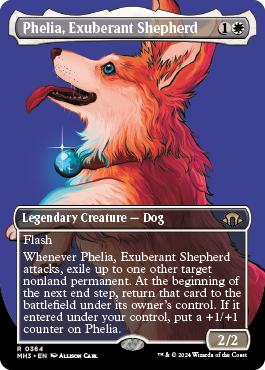 Phelia, Exuberant Shepherd 1
Legendary Creature — Dog
Flash
Whenever Phelia, Exuberant Shepherd
attacks, exile up to one other target
nonland permanent. At the beginning of
the next end step, return that card to the
battlefield under its owner's control. If it
entered under your control, put a +1/+1
counter on Phelia.
2/2
R 0364
MH3 • EN Allison Carl ™ & © 2024 Wizards of the Coast